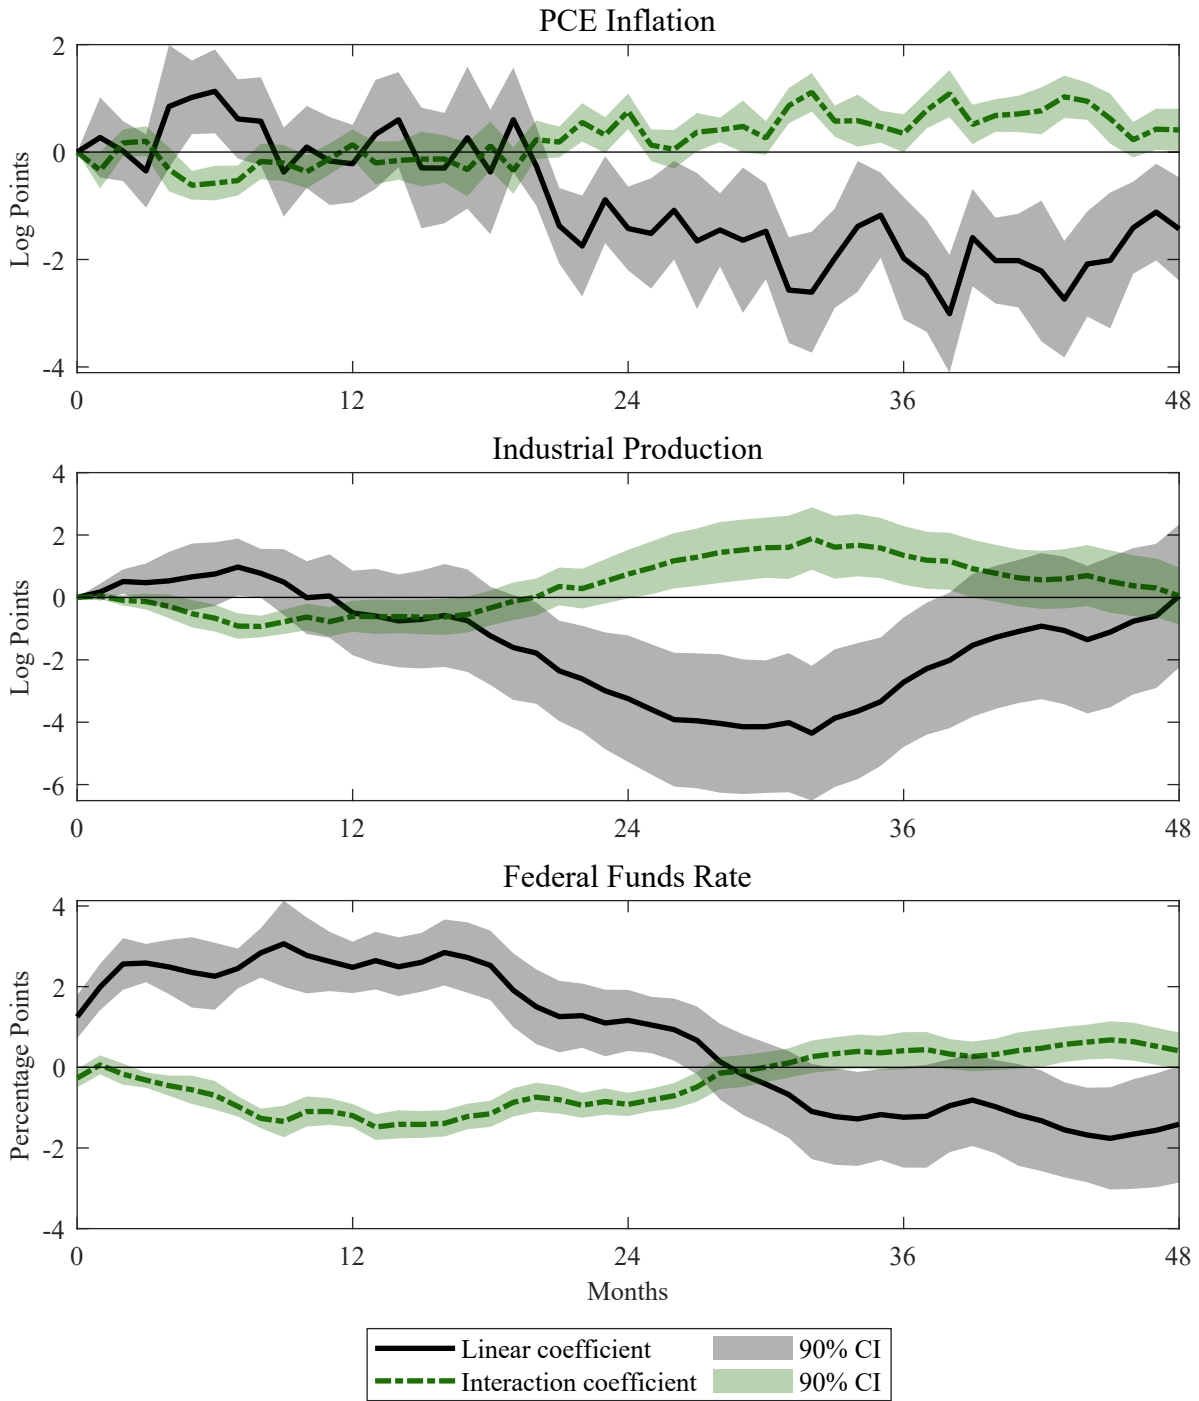 PCE Inflation
2
0
-2
-4
Log Points
0 12 24 36 48
Industrial Production
4
2
0
-2
-4
-6
Log Points
0 12 24 36 48
Federal Funds Rate
4
2
0
-2
-4
Percentage Points
0 12 24 36 48
Months
Linear coefficient 90% CI
Interaction coefficient 90% CI